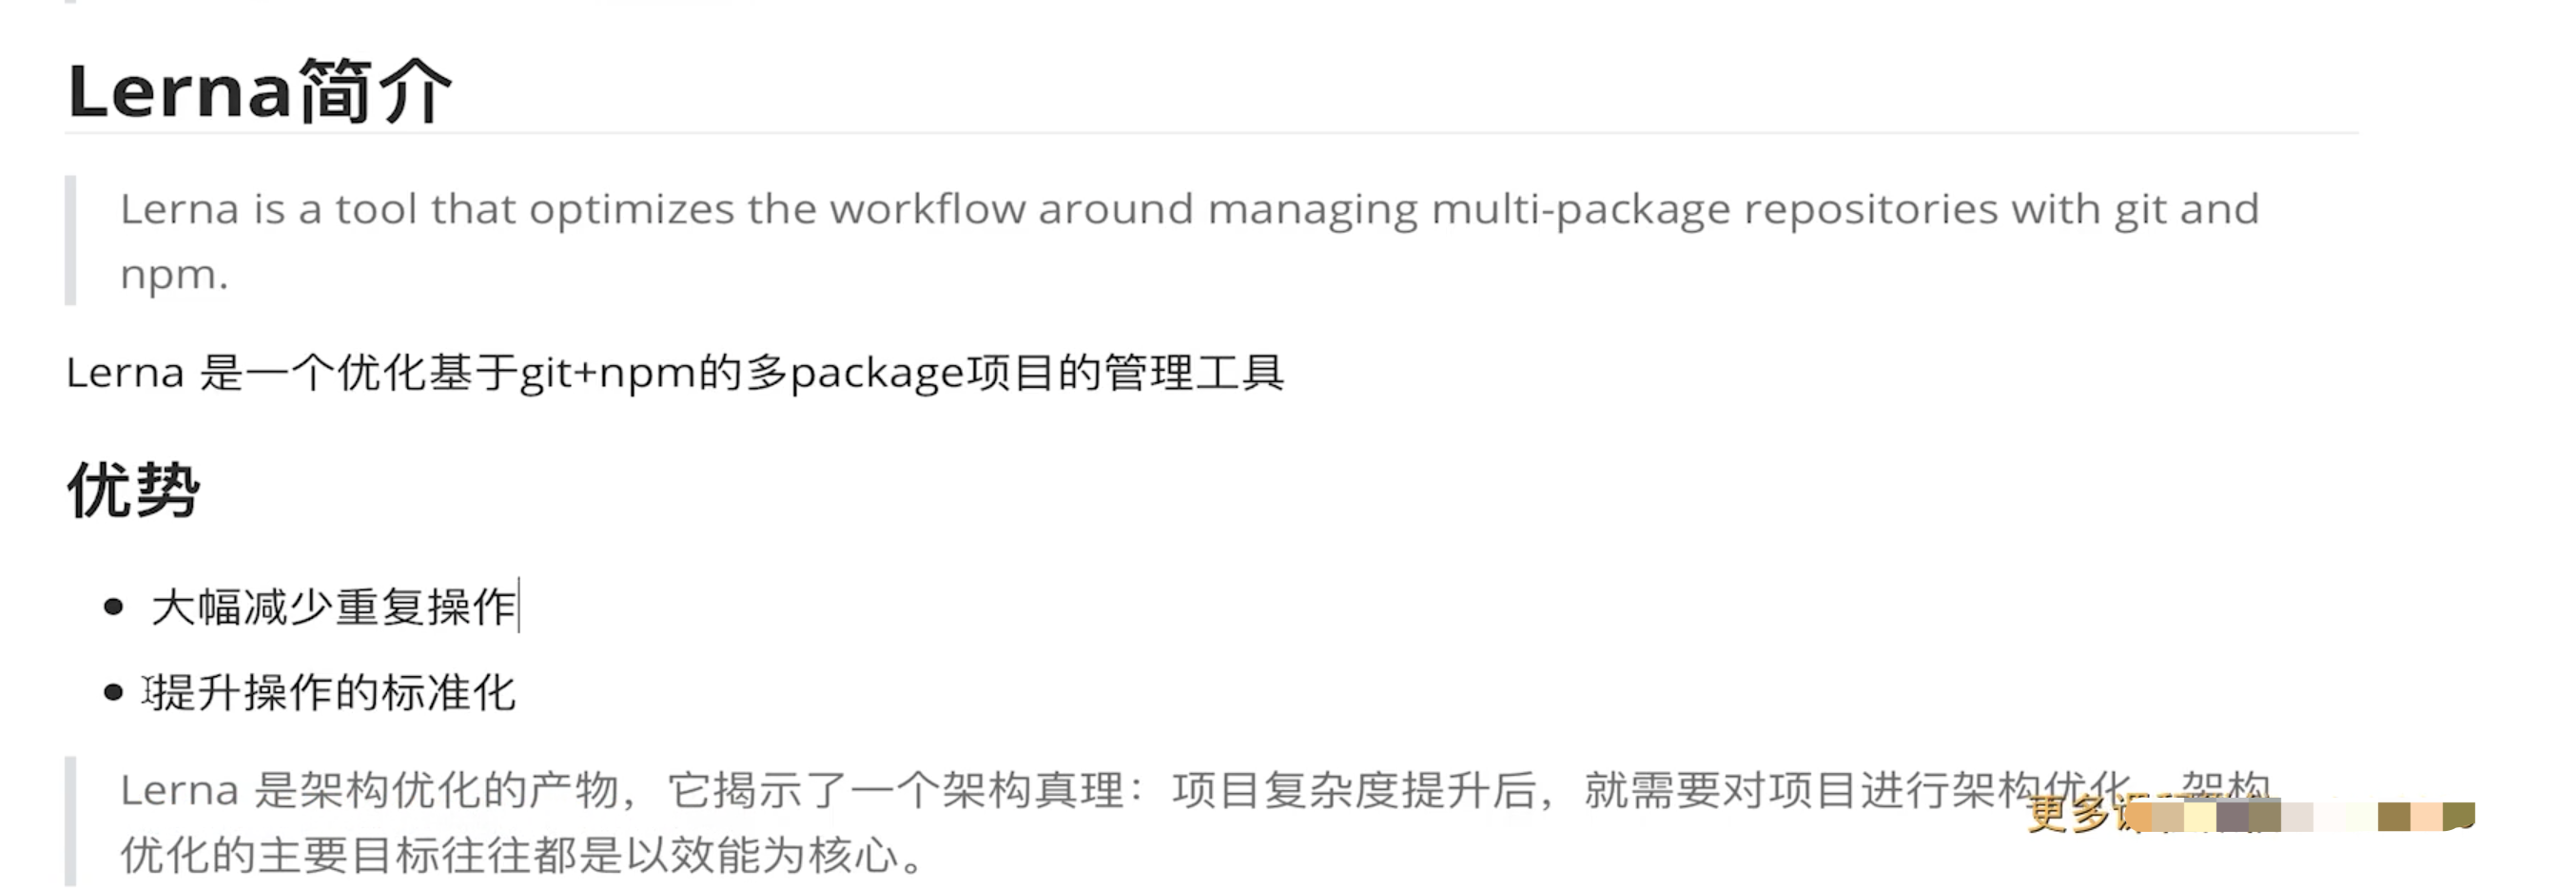 Lerna简介
Lerna is a tool that optimizes the workflow around managing multi-package repositories with git and
npm.
Lerna 是一个优化基于git+npm的多package项目的管理工具
优势
大幅减少重复操作
提升操作的标准化
Lerna 是架构优化的产物，它揭示了一个架构真理：项目复杂度提升后，就需要对项目进行架构优化。架构
优化的主要目标往往都是以效能为核心。
更多